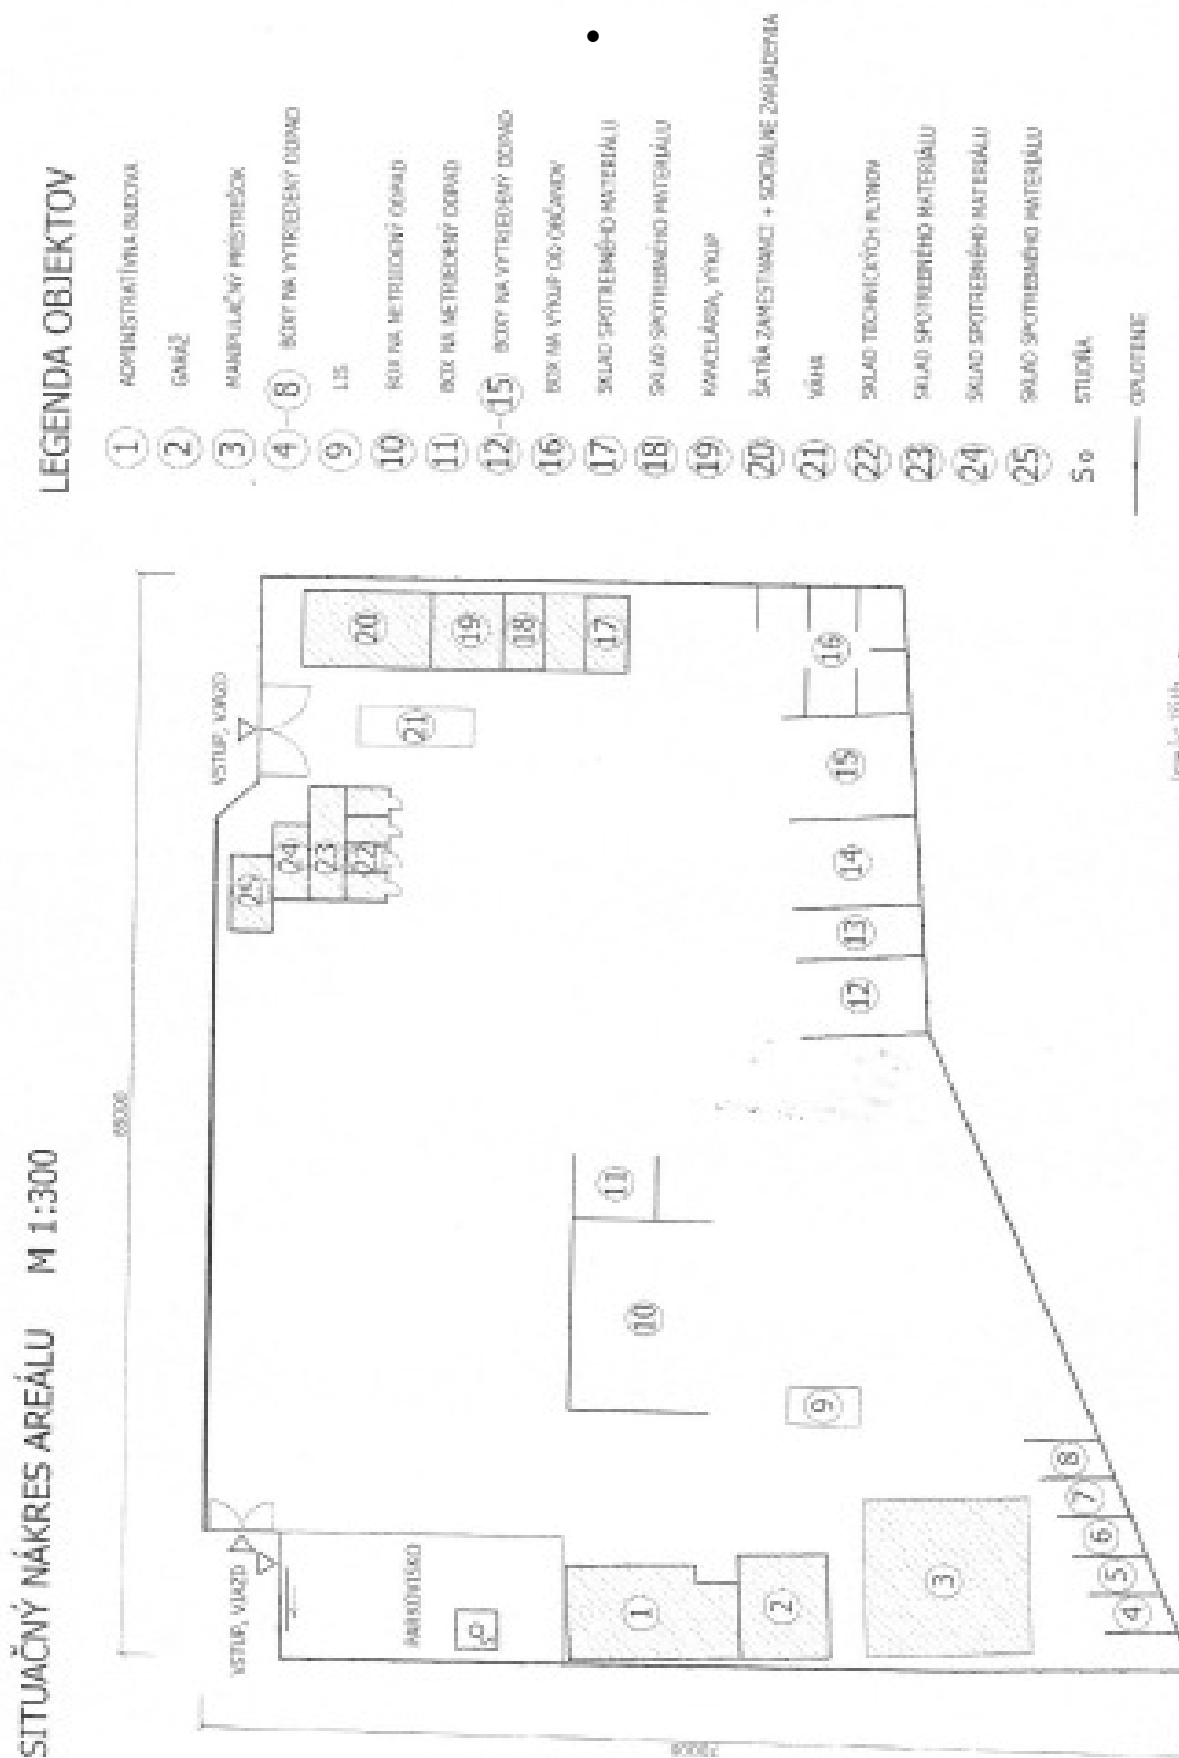 SITUAČNÝ NÁKRES AREÁLU M 1:300
LEGENDA OBJEKTOV
1 ADMINISTRATÍVNA BUDOVA
2 GARÁŽ
3 MANIPULAČNÝ PRÍSTREŠOK
4 - 8 BOXY NA VYTRIEDENÝ ODPAD
9 LIS
10 BOX NA NETRIEDENÝ ODPAD
11 BOX NA NETRIEDENÝ ODPAD
12 - 15 BOXY NA VYTRIEDENÝ ODPAD
16 BOX NA VÝKUP OD OBČANOV
17 SKLAD SPOTREBNÉHO MATERIÁLU
18 SKLAD SPOTREBNÉHO MATERIÁLU
19 KANCELÁRIA, VÝKUP
20 ŠATŇA ZAMESTNANCI + SOCIÁLNE ZARIADENIA
21 VÁHA
22 SKLAD TECHNICKÝCH PLYNOV
23 SKLAD SPOTREBNÉHO MATERIÁLU
24 SKLAD SPOTREBNÉHO MATERIÁLU
25 SKLAD SPOTREBNÉHO MATERIÁLU
S STUDŇA
OPLOTENIE
VSTUP, VJAZD
VSTUP, VJAZD
PARKOVISKO
S
1
2
3
4
5
6
7
8
9
10
11
12
13
14
15
16
17
18
19
20
21
22
23
24
25